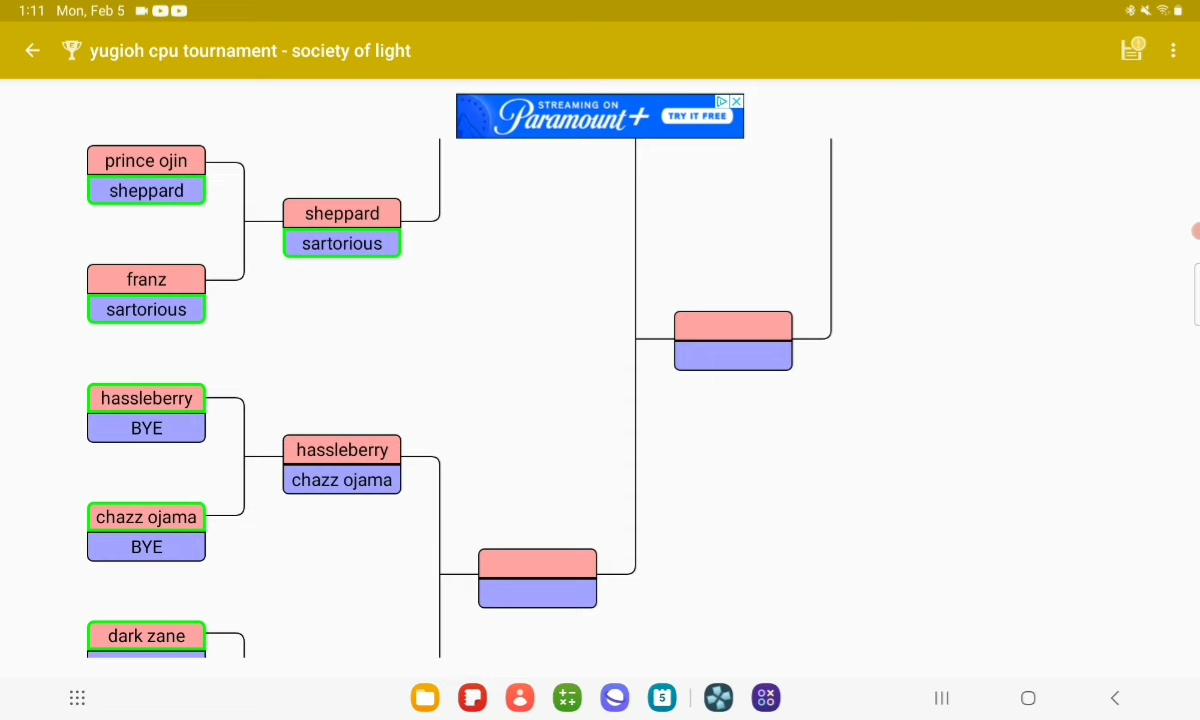 1:11 Mon, Feb 5
yugioh cpu tournament - society of light
STREAMING ON
Paramount+
TRY IT FREE
prince ojin
sheppard
sheppard
sartorious
franz
sartorious
hassleberry
BYE
hassleberry
chazz ojama
chazz ojama
BYE
dark zane
5